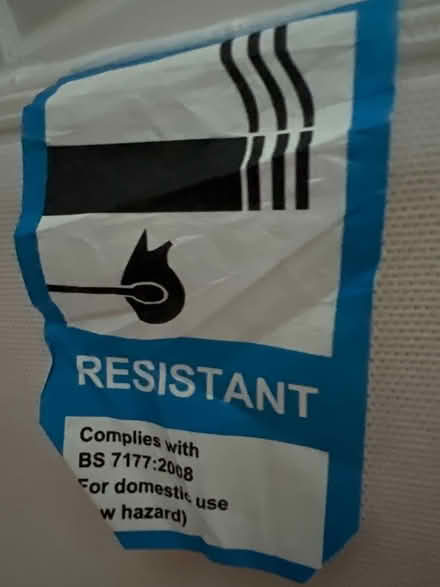 RESISTANT
Complies with
BS 7177:2008
For domestic use
w hazard)